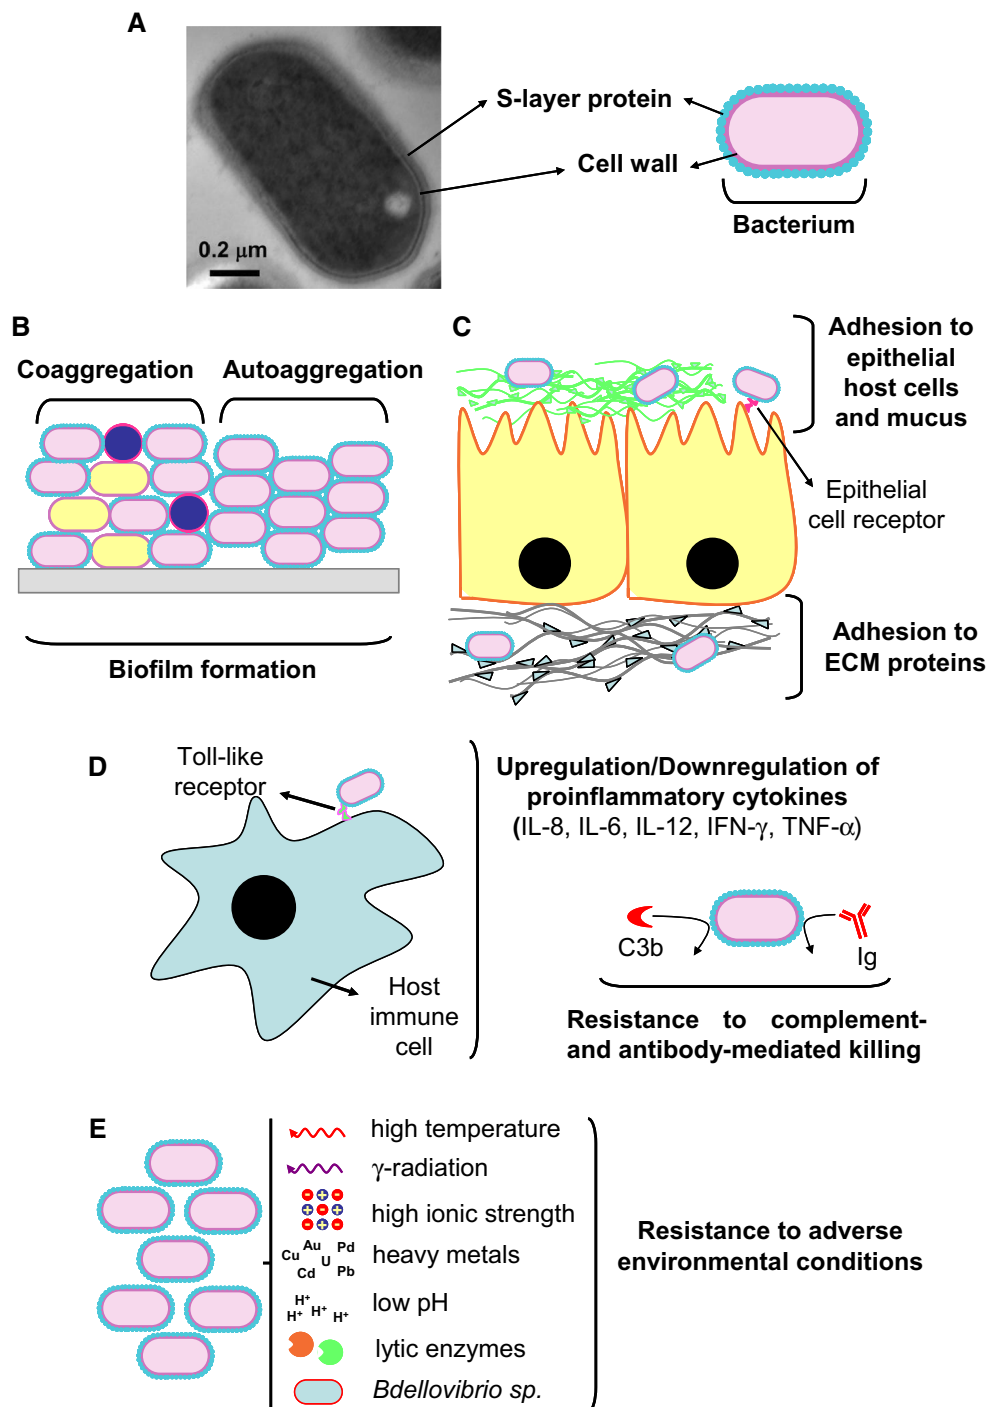 A
S-layer protein
Cell wall
0.2 µm
Bacterium
B
Coaggregation
Autoaggregation
Biofilm formation
C
Adhesion to
epithelial
host cells
and mucus
Epithelial
cell receptor
Adhesion to
ECM proteins
D
Toll-like
receptor
Host
immune
cell
Upregulation/Downregulation of
proinflammatory cytokines
(IL-8, IL-6, IL-12, IFN-γ, TNF-α)
C3b
Ig
Resistance to complement-
and antibody-mediated killing
E
high temperature
γ-radiation
- + -
+ - +
- + -
high ionic strength
Cu Au U Pd
Cd Pb
heavy metals
H+ H+ H+ H+
low pH
lytic enzymes
Bdellovibrio sp.
Resistance to adverse
environmental conditions